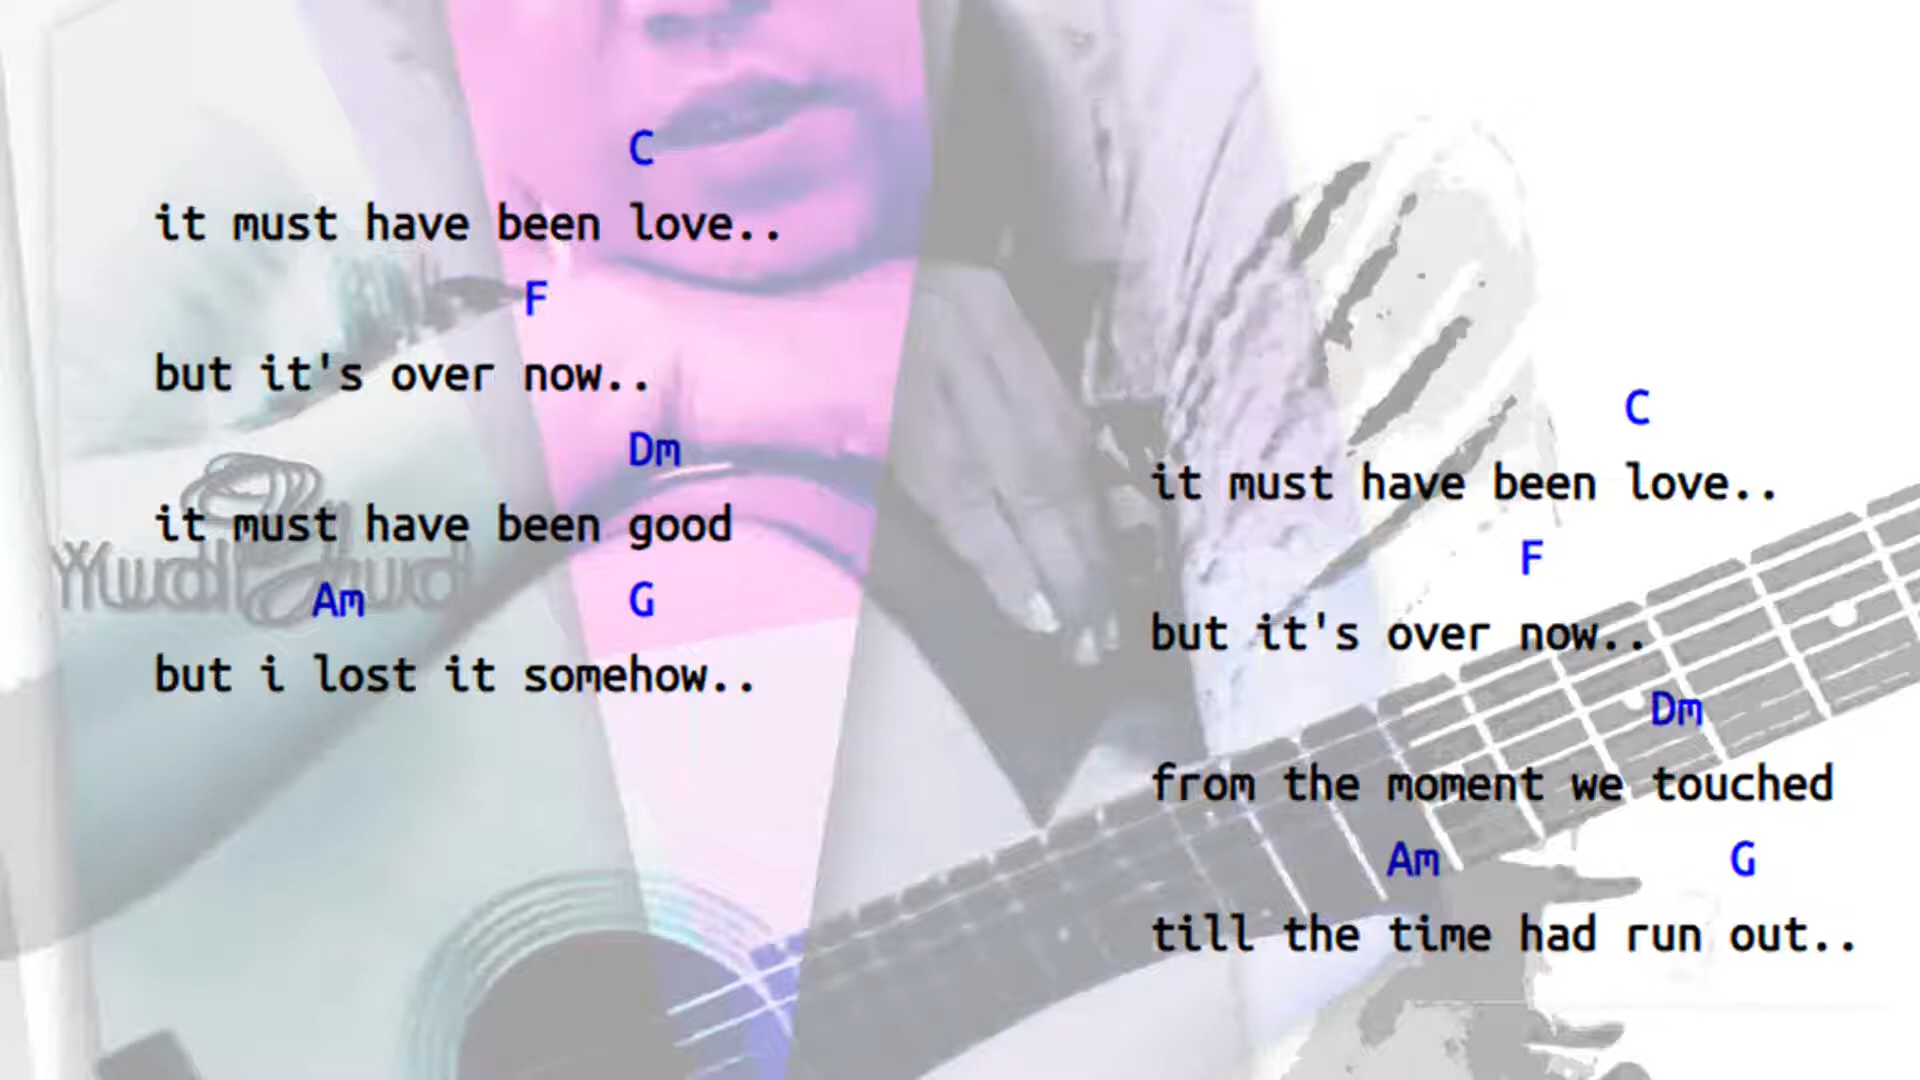 C
it must have been love..
F
but it's over now..
Dm
it must have been good
Am G
but i lost it somehow..
C
it must have been love..
F
but it's over now..
Dm
from the moment we touched
Am G
till the time had run out..